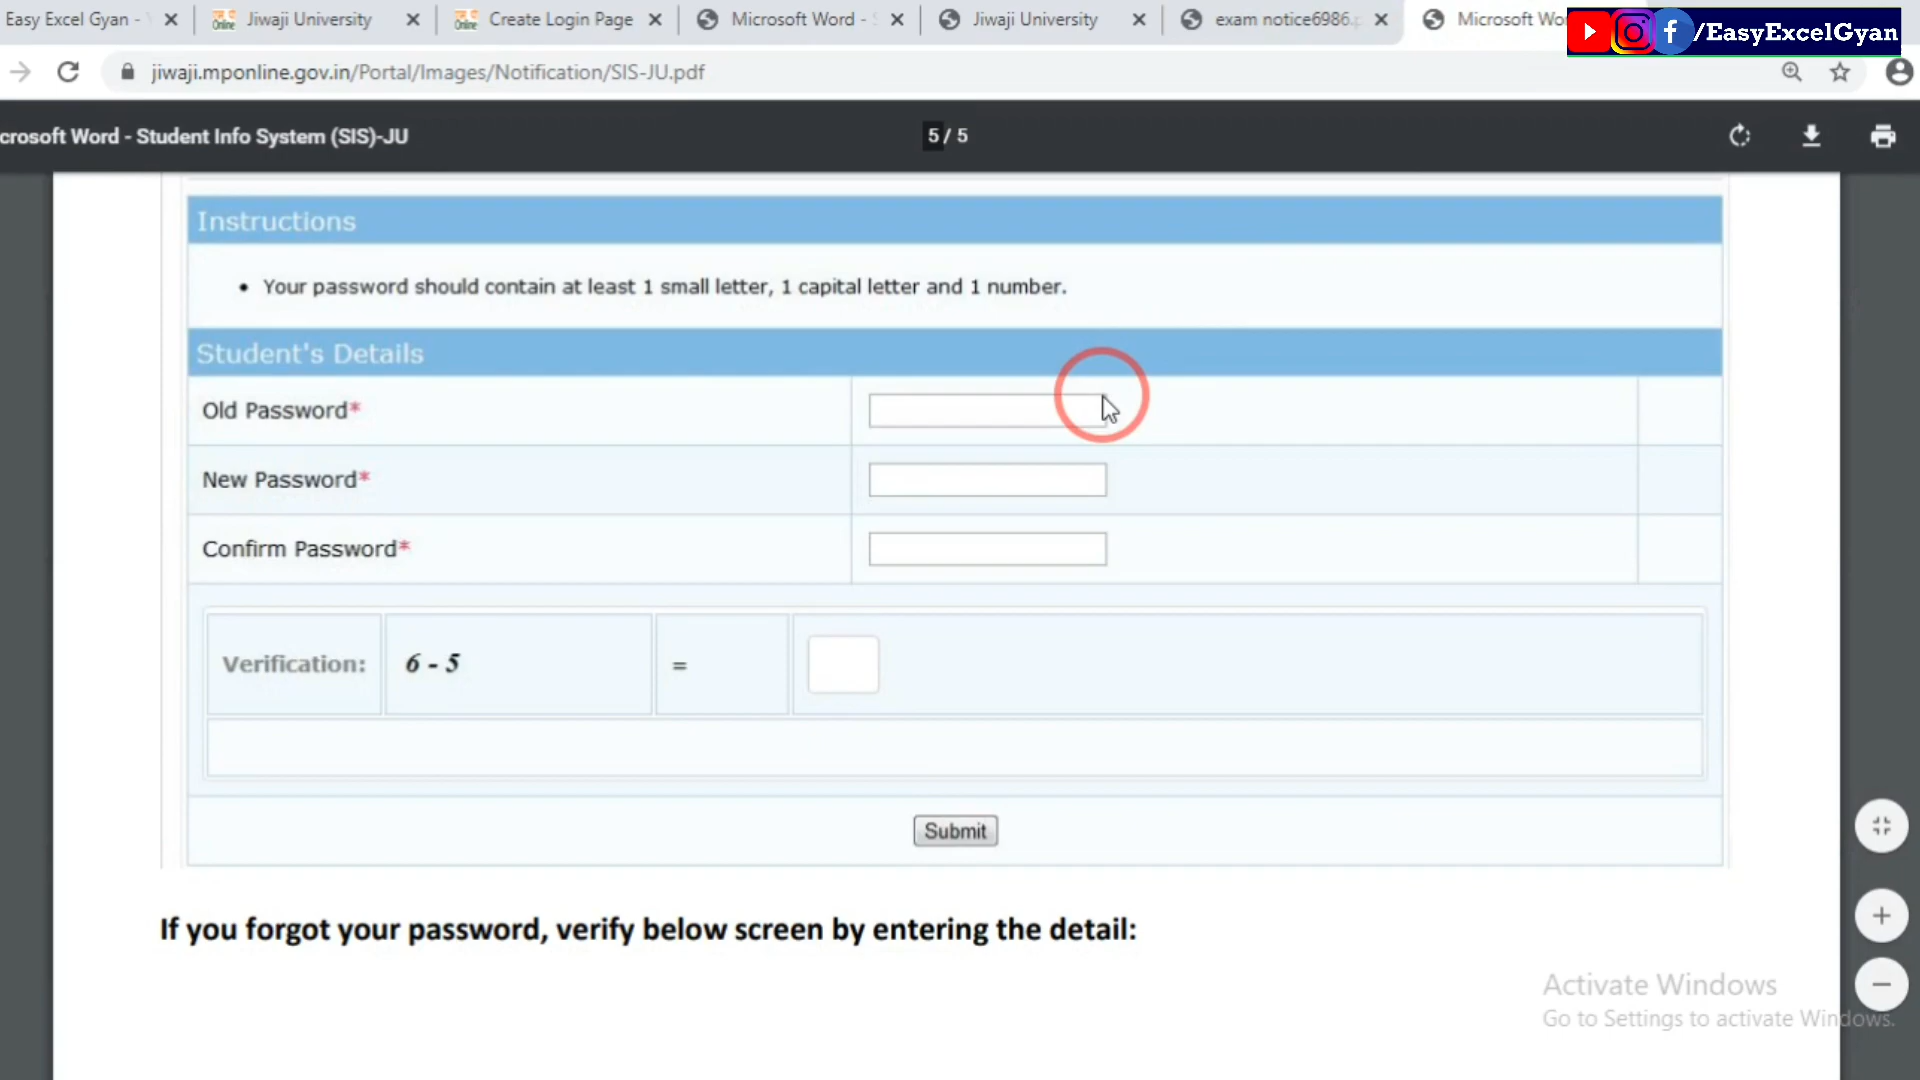 Easy Excel Gyan -
Jiwaji University
Create Login Page
Microsoft Word -
Jiwaji University
exam notice6986.
Microsoft Wo
/EasyExcelGyan
jiwaji.mponline.gov.in/Portal/Images/Notification/SIS-JU.pdf
crosoft Word - Student Info System (SIS)-JU
5 / 5
Instructions
• Your password should contain at least 1 small letter, 1 capital letter and 1 number.
Student's Details
Old Password*
New Password*
Confirm Password*
Verification: 6 - 5 =
Submit
If you forgot your password, verify below screen by entering the detail:
Activate Windows
Go to Settings to activate Windows.